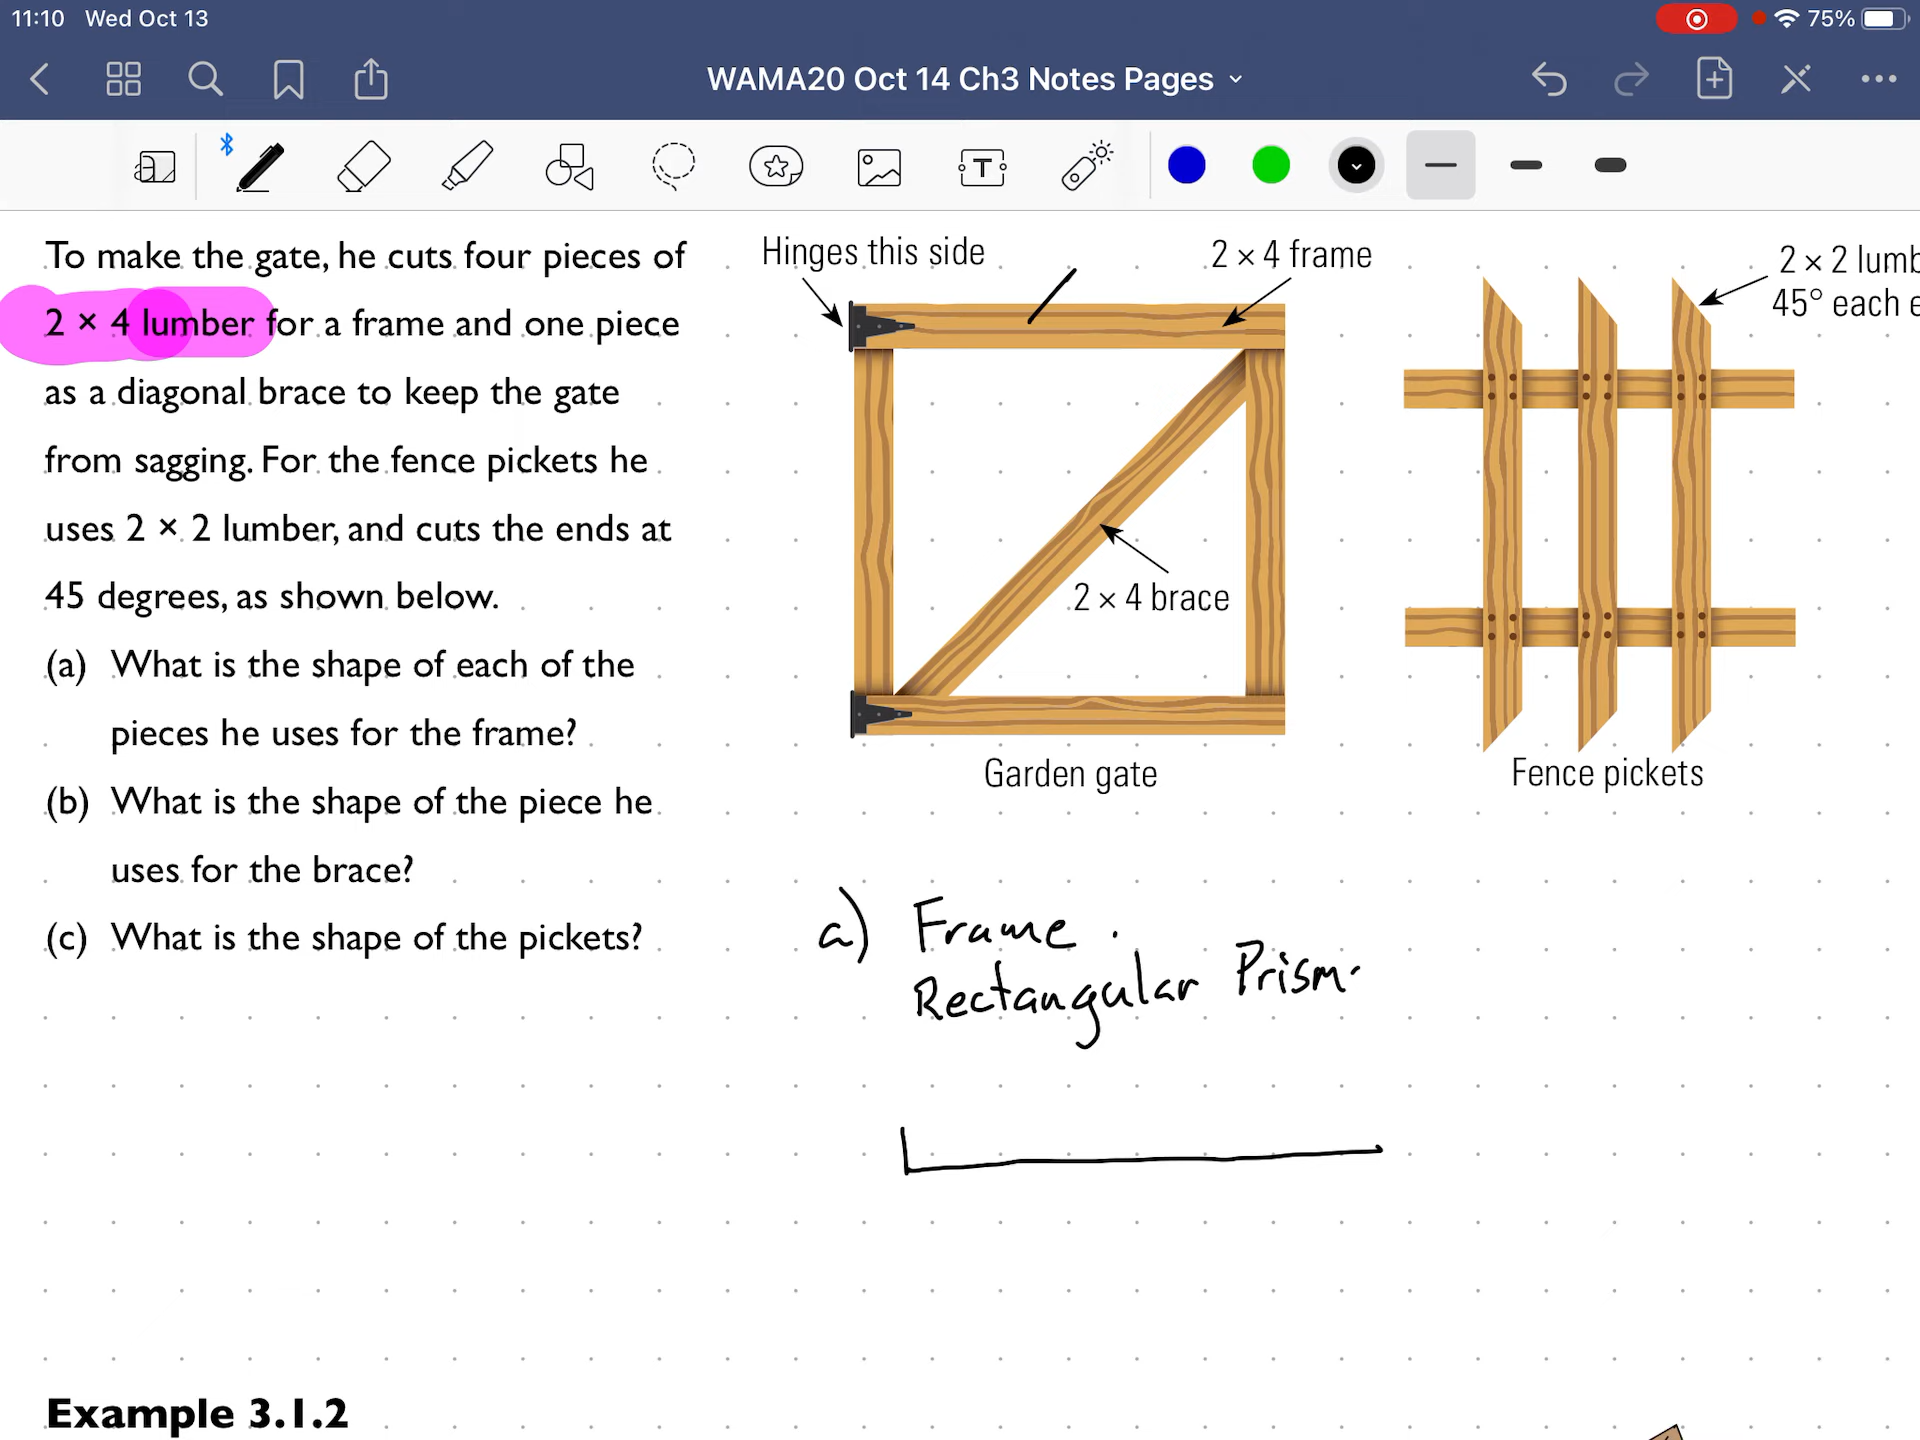 11:10 Wed Oct 13
75%
WAMA20 Oct 14 Ch3 Notes Pages
To make the gate, he cuts four pieces of
2 × 4 lumber for a frame and one piece
as a diagonal brace to keep the gate
from sagging. For the fence pickets he
uses 2 × 2 lumber, and cuts the ends at
45 degrees, as shown below.
(a) What is the shape of each of the
pieces he uses for the frame?
(b) What is the shape of the piece he
uses for the brace?
(c) What is the shape of the pickets?
Hinges this side
2 × 4 frame
2 × 4 brace
Garden gate
2 × 2 lumb
45° each e
Fence pickets
a) Frame.
Rectangular Prism.
Example 3.1.2